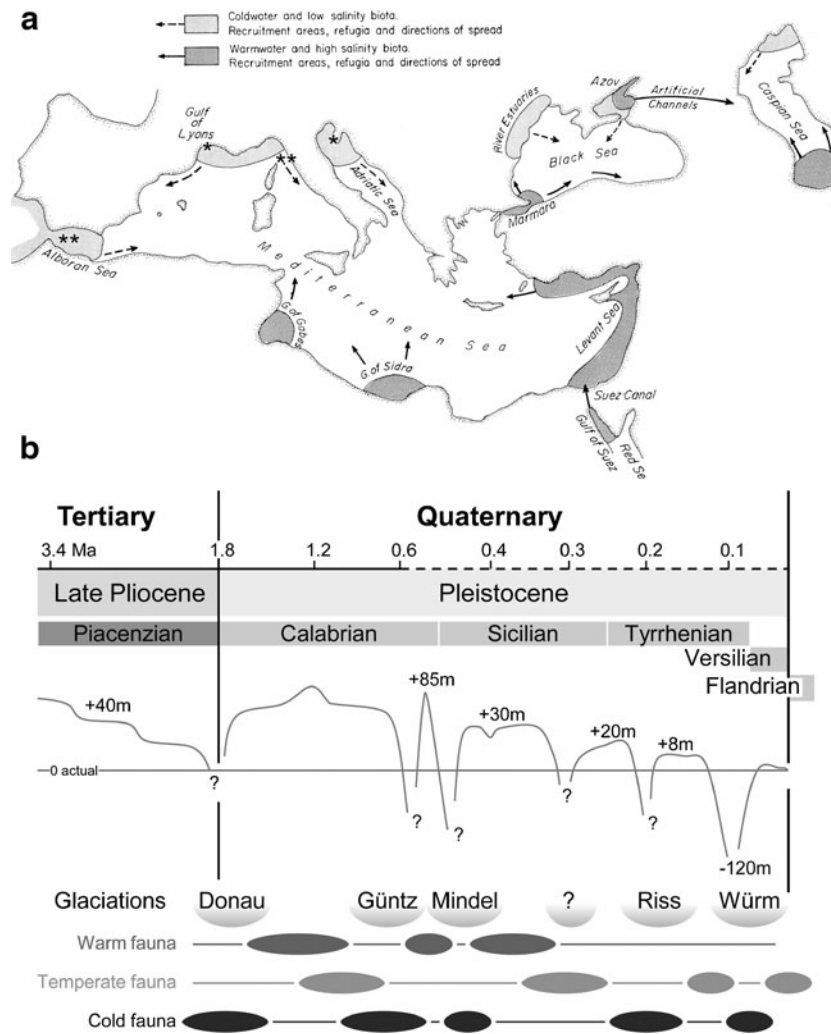 a
Coldwater and low salinity biota.
Recruitment areas, refugia and directions of spread
Warmwater and high salinity biota.
Recruitment areas, refugia and directions of spread
Gulf of
Lyons
*
**
*
Adriatic Sea
River Estuaries
Azov
Artificial
Channels
Caspian Sea
Black Sea
Marmara
**
Alboran Sea
Mediterranean Sea
G. of Gabes
G. of Sidra
Levant Sea
Suez Canal
Gulf of Suez
Red Se
b
Tertiary Quaternary
3.4 Ma 1.8 1.2 0.6 0.4 0.3 0.2 0.1
Late Pliocene Pleistocene
Piacenzian Calabrian Sicilian Tyrrhenian
Versilian
Flandrian
+40m +85m +30m +20m +8m
0 actual
? ? ? ? ?
-120m
Glaciations Donau Güntz Mindel ? Riss Würm
Warm fauna
Temperate fauna
Cold fauna